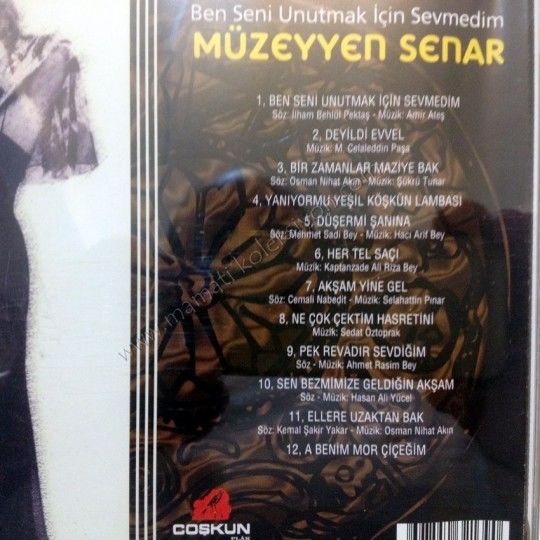 Ben Seni Unutmak İçin Sevmedim
MÜZEYYEN SENAR
1, BEN SENI UNUTMAK İÇİN SEVMEDİM
Söz: İlham Behlül Pektaş - Müzik: Amir Ateş
2, DEYİLDİ EVVEL
Müzik: M. Celaleddin Paşa
3, BİR ZAMANLAR MAZİYE BAK
Söz: Osman Nihat Akın - Müzik: Şükrü Tunar
4, YANIYORMU YEŞİL KÖŞKÜN LAMBASI
5, DÜŞERMİ ŞANINA
Söz: Mehmet Sadi Bey - Müzik: Hacı Arif Bey
6, HER TEL SAÇI
Müzik: Kaptanzade Ali Rıza Bey
7, AKŞAM YİNE GEL
Söz: Cemali Nabedit - Müzik: Selahattin Pınar
8, NE ÇOK ÇEKTİM HASRETİNİ
Müzik: Sedat Öztoprak
9, PEK REVADIR SEVDİĞİM
Söz - Müzik: Ahmet Rasim Bey
10, SEN BEZMİMİZE GELDİĞİN AKŞAM
Söz - Müzik: Hasan Ali Yücel
11, ELLERE UZAKTAN BAK
Söz: Kemal Şakir Yakar - Müzik: Osman Nihat Akın
12, A BENİM MOR ÇİÇEĞİM
COŞKUN
PLAK